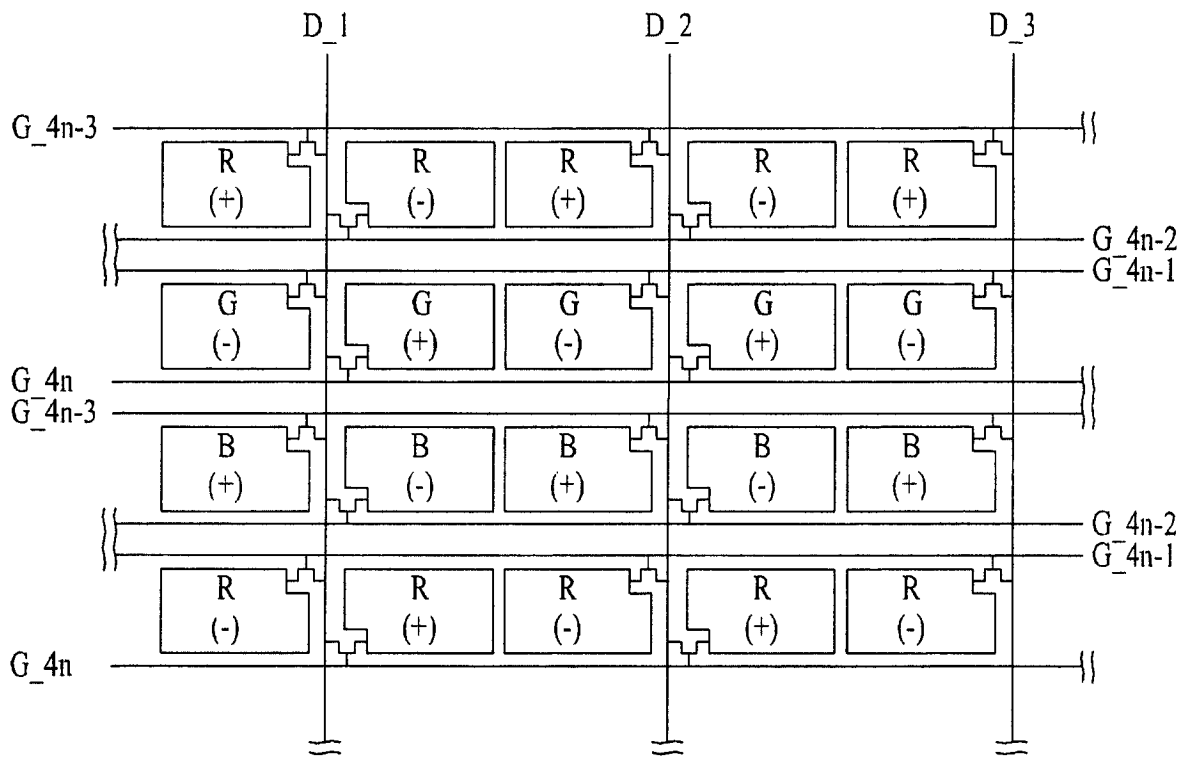 D_1 D_2 D_3
G_4n-3
R R R R R
(+) (-) (+) (-) (+)
G_4n-2
G_4n-1
G G G G G
(-) (+) (-) (+) (-)
G_4n
G_4n-3
B B B B B
(+) (-) (+) (-) (+)
G_4n-2
G_4n-1
R R R R R
(-) (+) (-) (+) (-)
G_4n